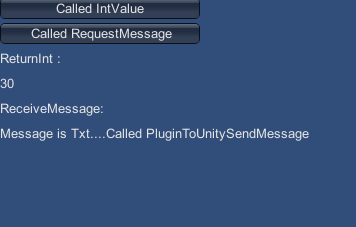 Called IntValue
Called RequestMessage
ReturnInt :
30
ReceiveMessage:
Message is Txt....Called PluginToUnitySendMessage